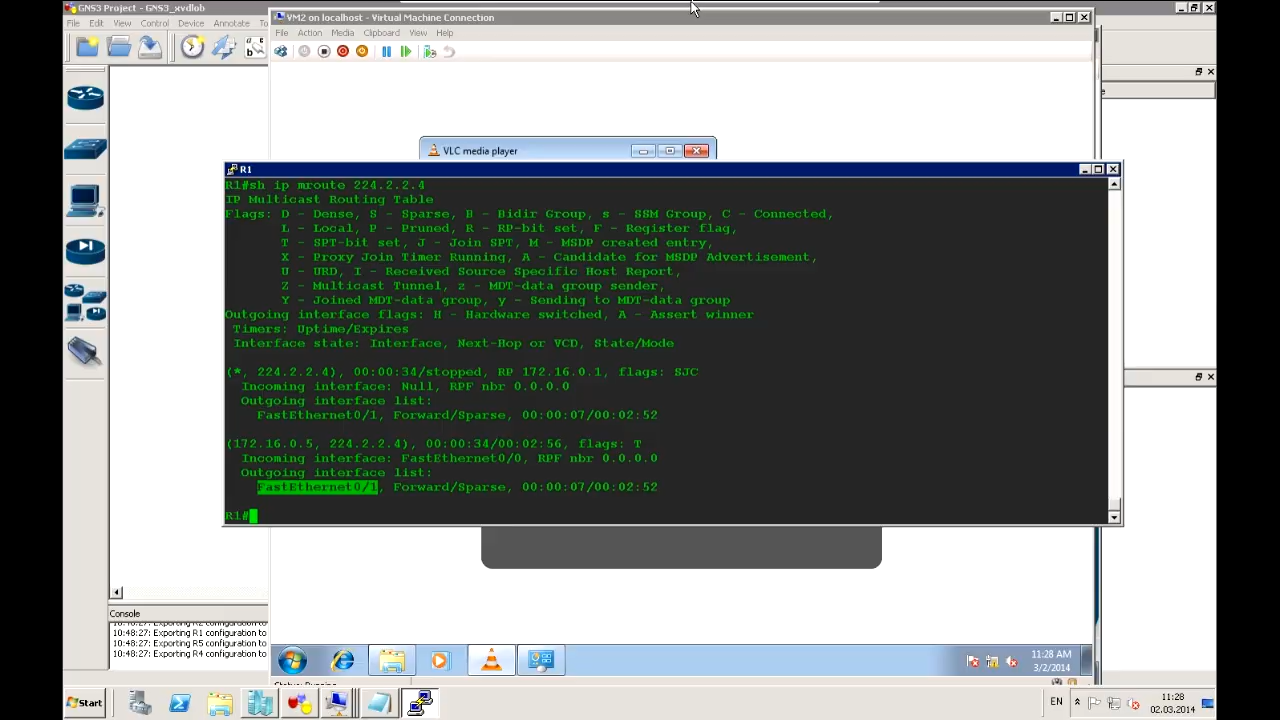 GNS3 Project - GNS3_xvdlob
File Edit View Control Device Annotate
VM2 on localhost - Virtual Machine Connection
File Action Media Clipboard View Help
VLC media player
R1
R1#sh ip mroute 224.2.2.4
IP Multicast Routing Table
Flags: D - Dense, S - Sparse, B - Bidir Group, s - SSM Group, C - Connected,
L - Local, P - Pruned, R - RP-bit set, F - Register flag,
T - SPT-bit set, J - Join SPT, M - MSDP created entry,
X - Proxy Join Timer Running, A - Candidate for MSDP Advertisement,
U - URD, I - Received Source Specific Host Report,
Z - Multicast Tunnel, z - MDT-data group sender,
Y - Joined MDT-data group, y - Sending to MDT-data group
Outgoing interface flags: H - Hardware switched, A - Assert winner
Timers: Uptime/Expires
Interface state: Interface, Next-Hop or VCD, State/Mode
(*, 224.2.2.4), 00:00:34/stopped, RP 172.16.0.1, flags: SJC
Incoming interface: Null, RPF nbr 0.0.0.0
Outgoing interface list:
FastEthernet0/1, Forward/Sparse, 00:00:07/00:02:52
(172.16.0.5, 224.2.2.4), 00:00:34/00:02:56, flags: T
Incoming interface: FastEthernet0/0, RPF nbr 0.0.0.0
Outgoing interface list:
FastEthernet0/1, Forward/Sparse, 00:00:07/00:02:52
R1#
Console
10:48:27: Exporting R2 configuration to
10:48:27: Exporting R1 configuration to
10:48:27: Exporting R5 configuration to
10:48:27: Exporting R4 configuration to
11:28 AM
3/2/2014
Status: Running
Start
EN
11:28
02.03.2014